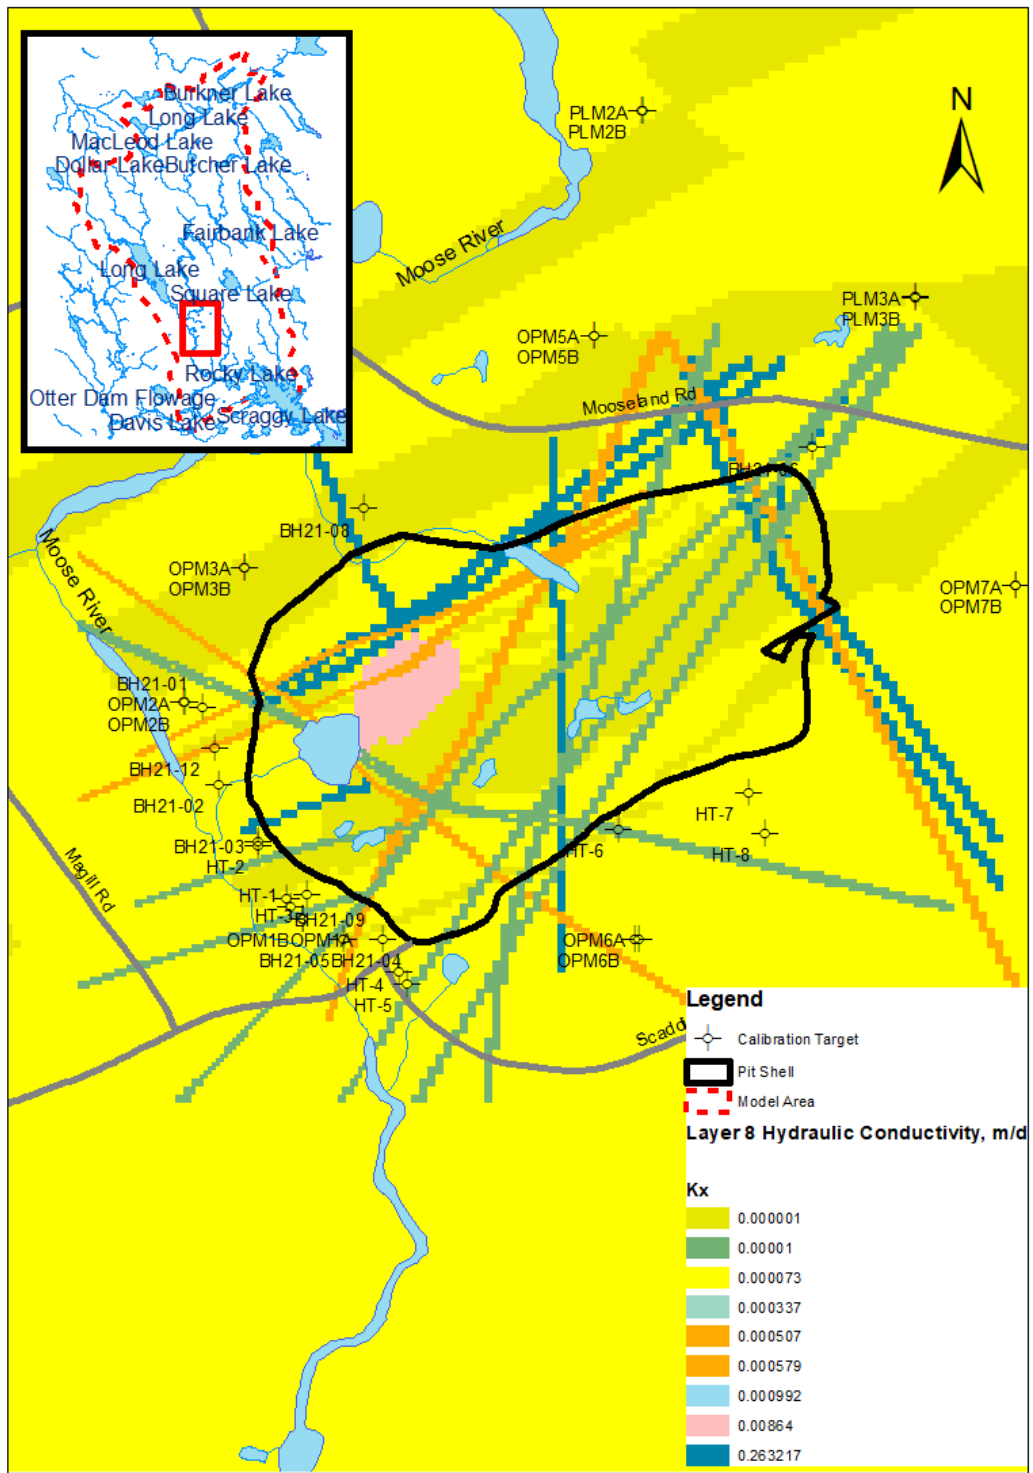 Burkner Lake
Long Lake
MacLeod Lake
Dollar Lake
Butcher Lake
Fairbank Lake
Long Lake
Square Lake
Rocky Lake
Otter Dam Flowage
Davis Lake
Scraggy Lake
N
PLM2A
PLM2B
Moose River
PLM3A
PLM3B
OPM5A
OPM5B
Mooseland Rd
BH21-08
Moose River
OPM3A
OPM3B
OPM7A
OPM7B
BH21-01
OPM2A
OPM2B
BH21-12
BH21-02
BH21-03
HT-2
HT-7
HT-6
HT-8
Magill Rd
HT-1
HT-3
BH21-09
OPM1B
OPM1A
BH21-05
BH21-04
OPM6A
OPM6B
HT-4
HT-5
Legend
Calibration Target
Pit Shell
Model Area
Layer 8 Hydraulic Conductivity, m/d
Kx
0.000001
0.00001
0.000073
0.000337
0.000507
0.000579
0.000992
0.00864
0.263217